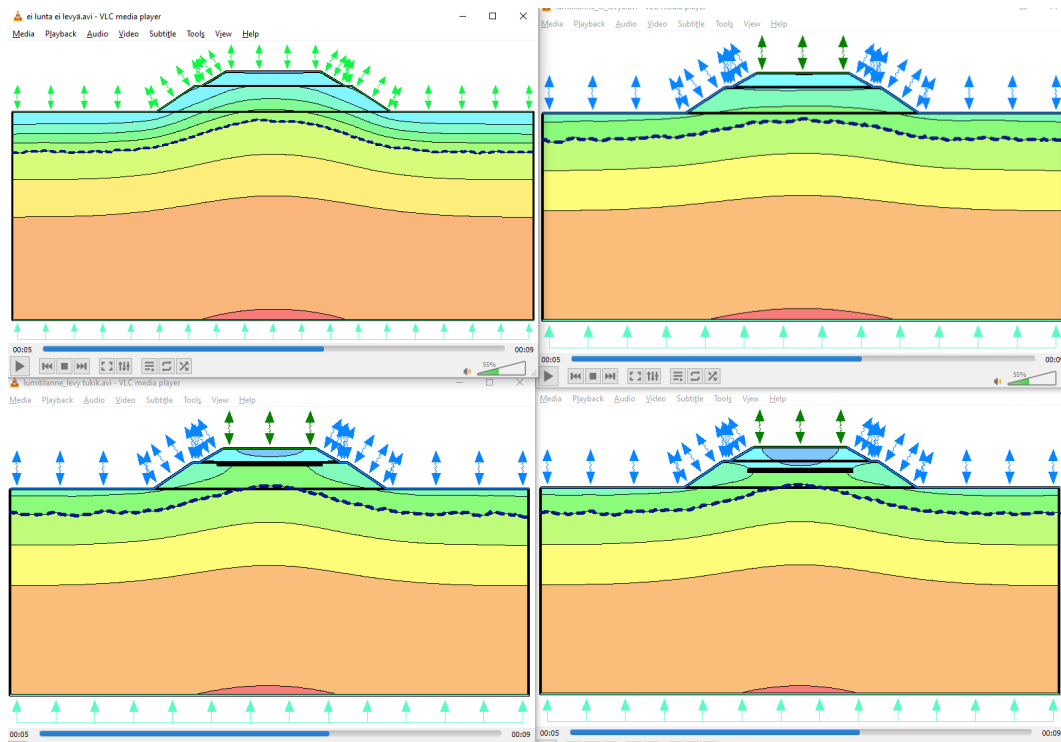 ei lunta ei levyä.avi - VLC media player
Media Playback Audio Video Subtitle Tools View Help
00:05 00:09
55%
Media Playback Audio Video Subtitle Tools View Help
00:05
55%
lumitilanne_levy tukik.avi - VLC media player
Media Playback Audio Video Subtitle Tools View Help
00:05 00:09
Media Playback Audio Video Subtitle Tools View Help
00:05 00:09